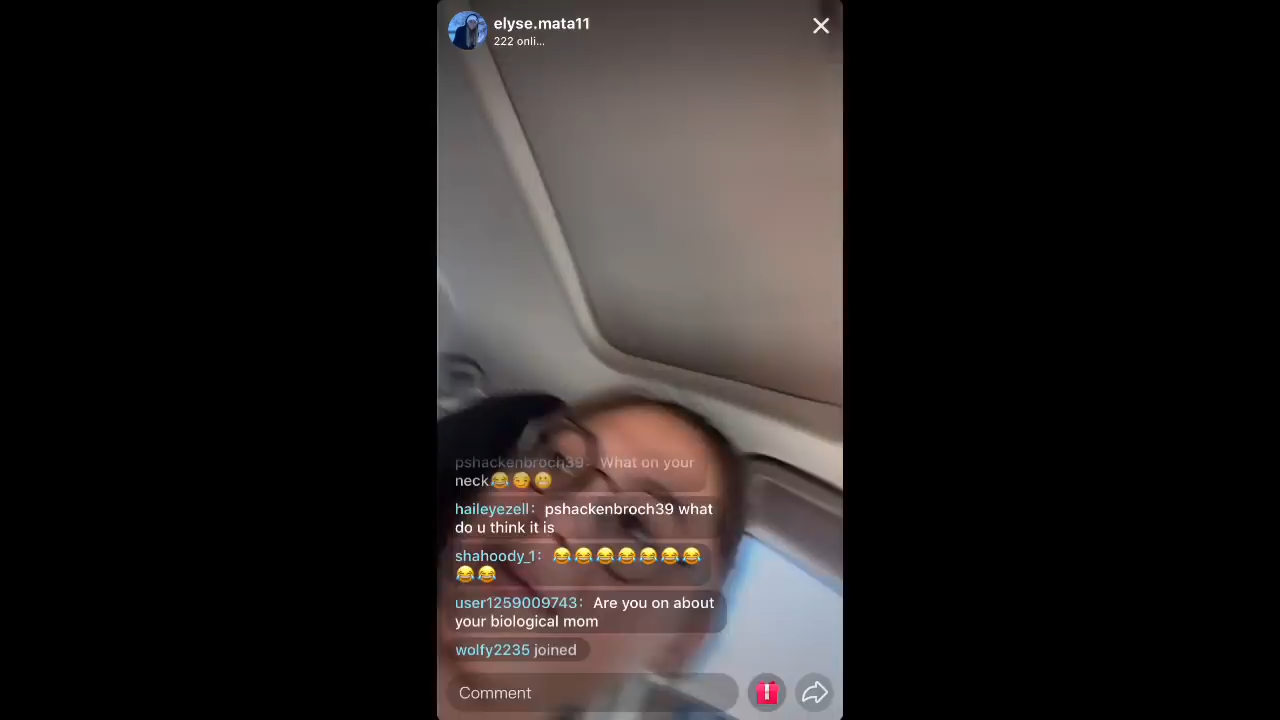 elyse.mata11
222 onli...
pshackenbroch39: What on your
neck😂😏😬
haileyezell: pshackenbroch39 what
do u think it is
shahoody_1: 😂😂😂😂😂😂😂
😂😂
user1259009743: Are you on about
your biological mom
wolfy2235 joined
Comment